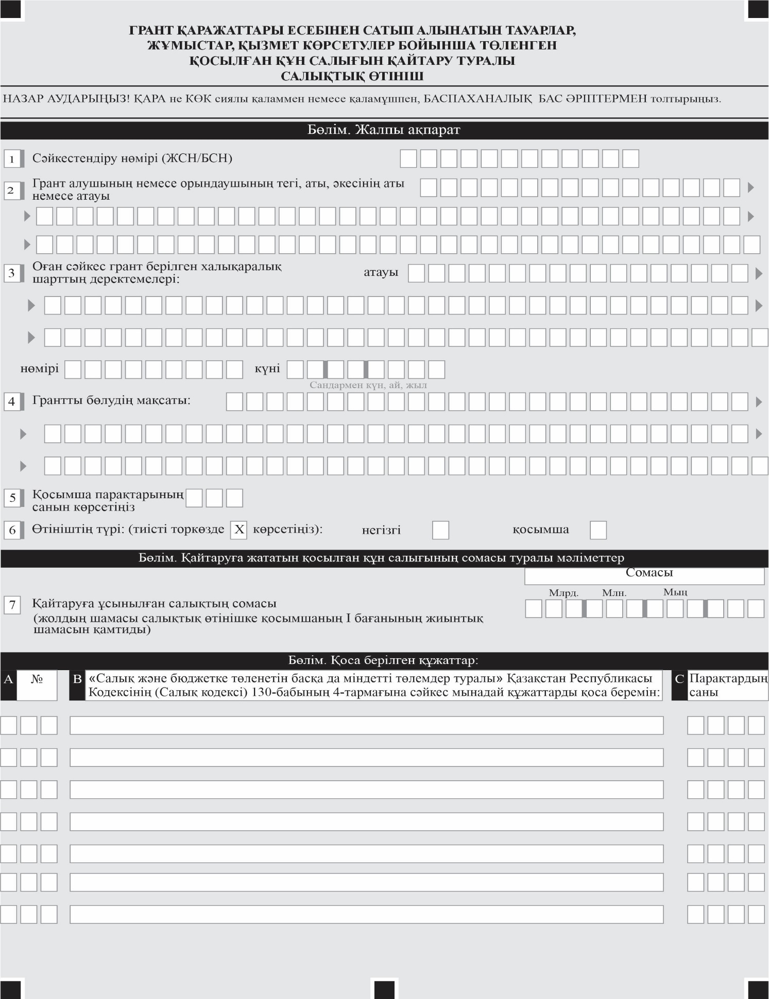 ГРАНТ ҚАРАЖАТТАРЫ ЕСЕБІНЕН САТЫП АЛЫНАТЫН ТАУАРЛАР,
ЖҰМЫСТАР, ҚЫЗМЕТ КӨРСЕТУЛЕР БОЙЫНША ТӨЛЕНГЕН
ҚОСЫЛҒАН ҚҰН САЛЫҒЫН ҚАЙТАРУ ТУРАЛЫ
САЛЫҚТЫҚ ӨТІНІШ
НАЗАР АУДАРЫҢЫЗ! ҚАРА не КӨК сиялы қаламмен немесе қаламұшпен, БАСПАХАНАЛЫҚ БАС ӘРІПТЕРМЕН толтырыңыз.
Бөлім. Жалпы ақпарат
1 Сәйкестендіру нөмірі (ЖСН/БСН)
2 Грант алушының немесе орындаушының тегі, аты, әкесінің аты
немесе атауы
3 Оған сәйкес грант берілген халықаралық
шарттың деректемелері: атауы
нөмірі күні
Сандармен күн, ай, жыл
4 Грантты бөлудің мақсаты:
5 Қосымша парақтарының
санын көрсетіңіз
6 Өтініштің түрі: (тиісті торкөзде X көрсетіңіз): негізгі қосымша
Бөлім. Қайтаруға жататын қосылған құн салығының сомасы туралы мәліметтер
Сомасы
Млрд. Млн. Мың
7 Қайтаруға ұсынылған салықтың сомасы
(жолдың шамасы салықтық өтінішке қосымшаның I бағанының жиынтық
шамасын қамтиды)
Бөлім. Қоса берілген құжаттар:
A № B «Салық және бюджетке төленетін басқа да міндетті төлемдер туралы» Қазақстан Республикасы C Парақтардың
Кодексінің (Салық кодексі) 130-бабының 4-тармағына сәйкес мынадай құжаттарды қоса беремін: саны